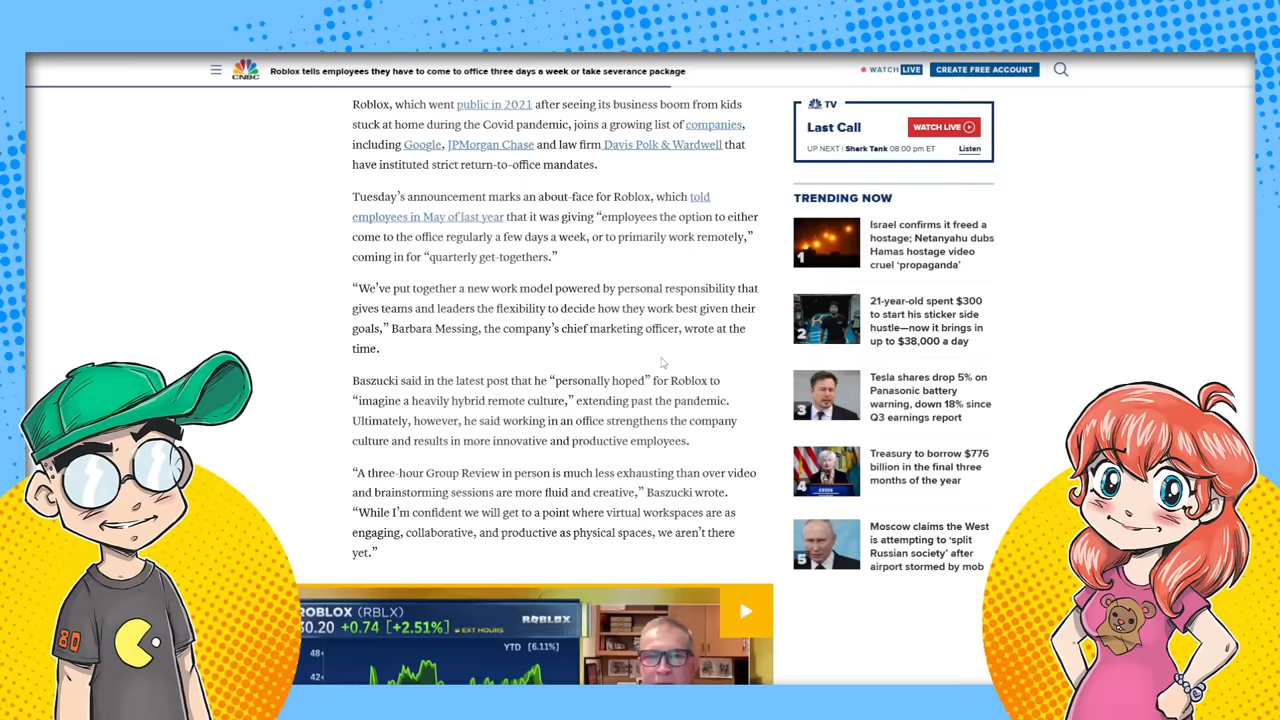 CNBC
Roblox tells employees they have to come to office three days a week or take severance package
WATCH LIVE
CREATE FREE ACCOUNT
Roblox, which went public in 2021 after seeing its business boom from kids
stuck at home during the Covid pandemic, joins a growing list of companies,
including Google, JPMorgan Chase and law firm Davis Polk & Wardwell that
have instituted strict return-to-office mandates.
Tuesday’s announcement marks an about-face for Roblox, which told
employees in May of last year that it was giving “employees the option to either
come to the office regularly a few days a week, or to primarily work remotely,”
coming in for “quarterly get-togethers.”
“We’ve put together a new work model powered by personal responsibility that
gives teams and leaders the flexibility to decide how they work best given their
goals,” Barbara Messing, the company’s chief marketing officer, wrote at the
time.
Baszucki said in the latest post that he “personally hoped” for Roblox to
“imagine a heavily hybrid remote culture,” extending past the pandemic.
Ultimately, however, he said working in an office strengthens the company
culture and results in more innovative and productive employees.
“A three-hour Group Review in person is much less exhausting than over video
and brainstorming sessions are more fluid and creative,” Baszucki wrote.
“While I’m confident we will get to a point where virtual workspaces are as
engaging, collaborative, and productive as physical spaces, we aren’t there
yet.”
ROBLOX (RBLX)
30.20 +0.74 [+2.51%] EXT HOURS
ROBLOX
YTD [6.11%]
48
42
TV
Last Call
WATCH LIVE
UP NEXT | Shark Tank 08:00 pm ET
Listen
TRENDING NOW
1
Israel confirms it freed a
hostage; Netanyahu dubs
Hamas hostage video
cruel ‘propaganda’
2
21-year-old spent $300
to start his sticker side
hustle—now it brings in
up to $38,000 a day
3
Tesla shares drop 5% on
Panasonic battery
warning, down 18% since
Q3 earnings report
4
Treasury to borrow $776
billion in the final three
months of the year
5
Moscow claims the West
is attempting to ‘split
Russian society’ after
airport stormed by mob
80